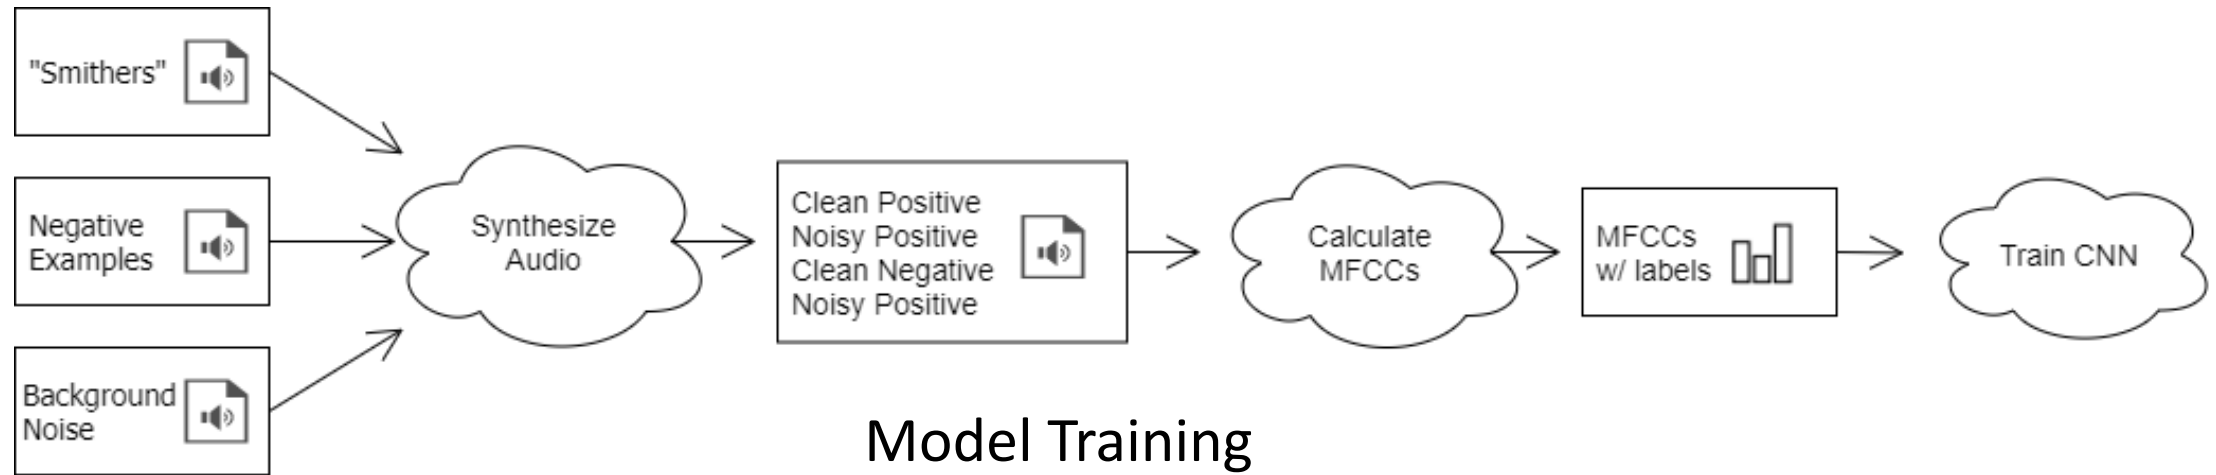 "Smithers"
Negative
Examples
Background
Noise
Synthesize
Audio
Clean Positive
Noisy Positive
Clean Negative
Noisy Positive
Calculate
MFCCs
MFCCs
w/ labels
Train CNN
Model Training